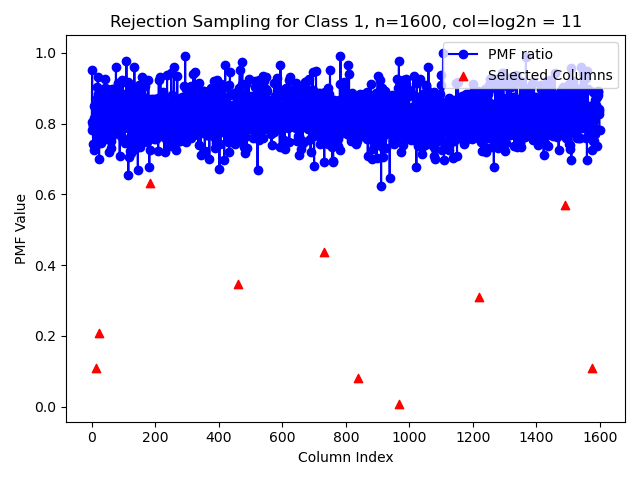 Rejection Sampling for Class 1, n=1600, col=log2n = 11
PMF ratio
Selected Columns
PMF Value
1.0
0.8
0.6
0.4
0.2
0.0
0 200 400 600 800 1000 1200 1400 1600
Column Index